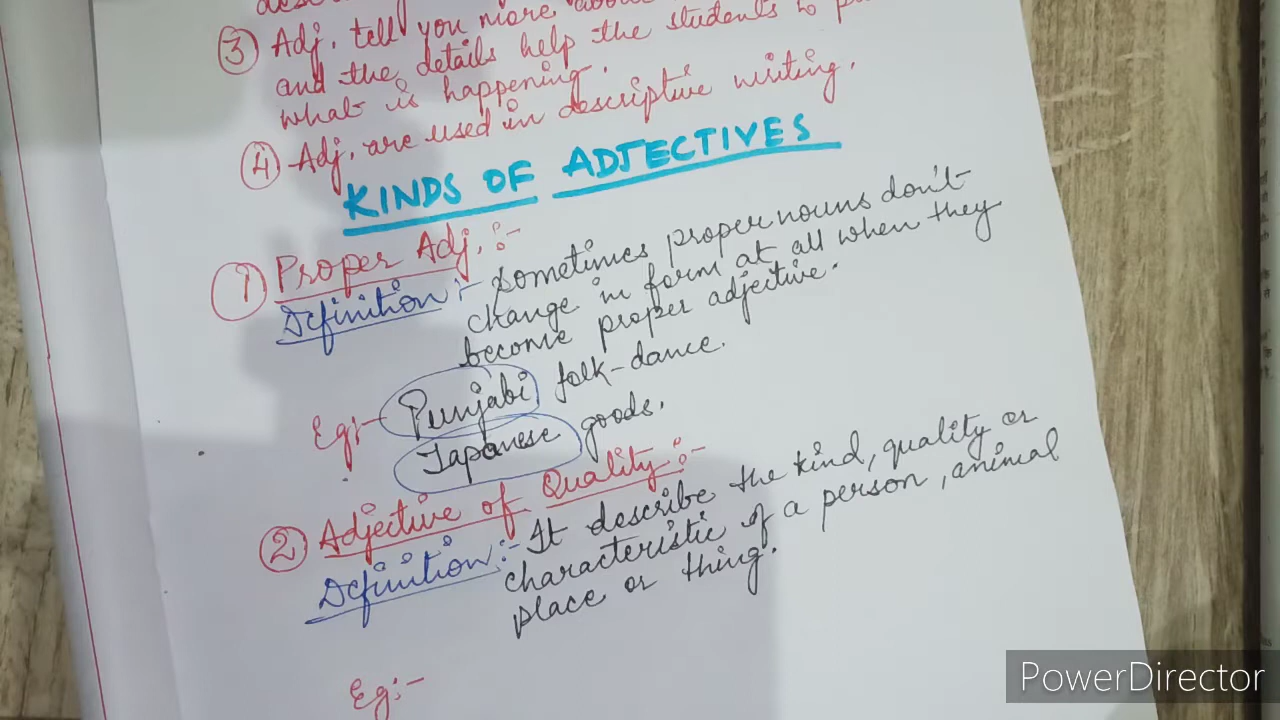 ③ Adj. tell you more about
and the details help the students to
what is happening.
④ Adj. are used in descriptive writing.
KINDS OF ADJECTIVES
① Proper Adj. :-
Definition :- Sometimes proper nouns don't
change in form at all when they
become proper adjective.
Eg:- Punjabi folk-dance.
Japanese goods.
② Adjective of Quality :-
Definition :- It describe the kind, quality or
characteristic of a person, animal
place or thing.
Eg:-
PowerDirector